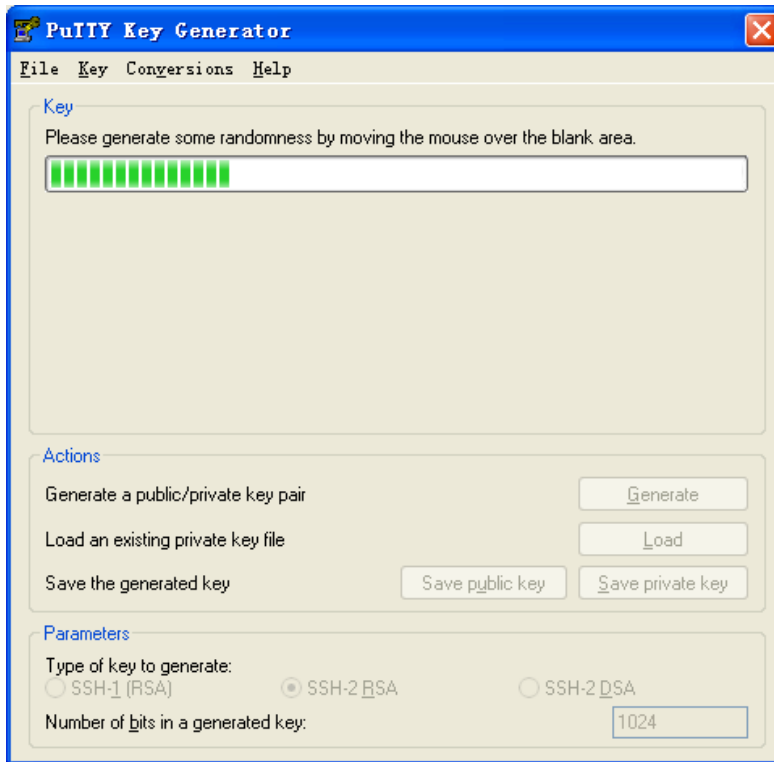 PuTTY Key Generator
File Key Conversions Help
Key
Please generate some randomness by moving the mouse over the blank area.
Actions
Generate a public/private key pair Generate
Load an existing private key file Load
Save the generated key Save public key Save private key
Parameters
Type of key to generate:
SSH-1 (RSA) SSH-2 RSA SSH-2 DSA
Number of bits in a generated key: 1024